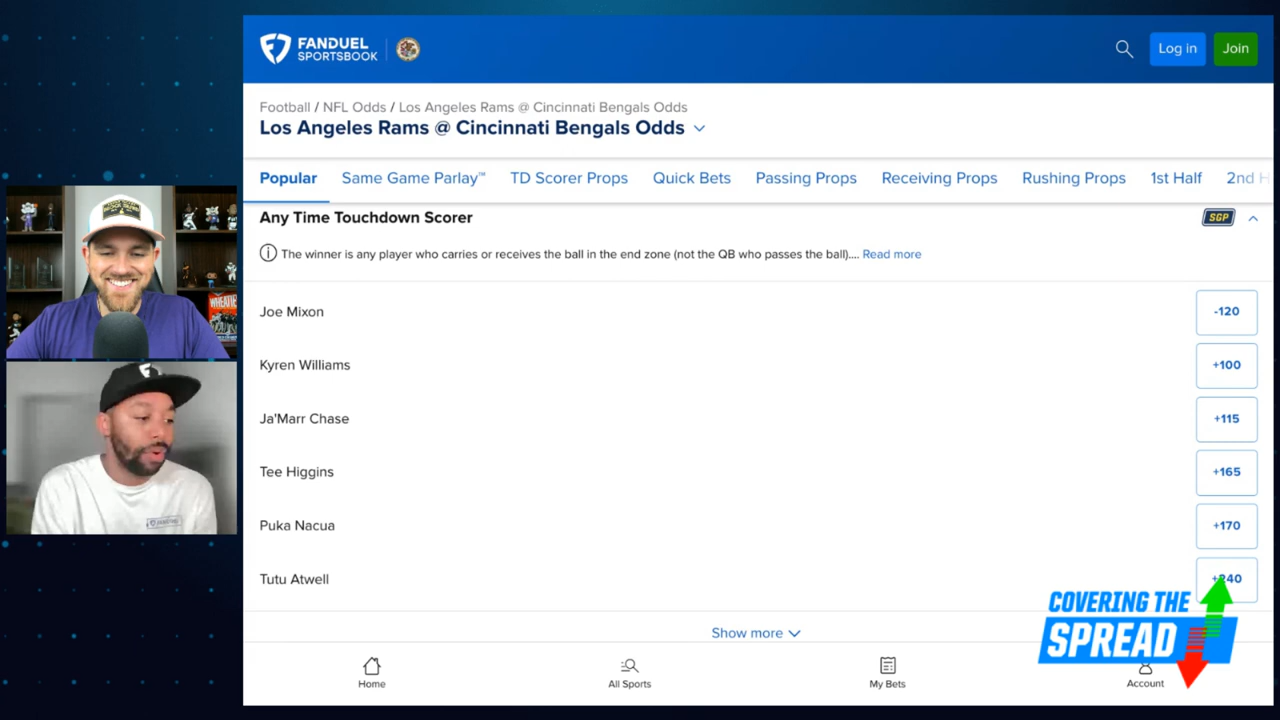 FANDUEL
SPORTSBOOK
Log in
Join
Football / NFL Odds / Los Angeles Rams @ Cincinnati Bengals Odds
Los Angeles Rams @ Cincinnati Bengals Odds
Popular
Same Game Parlay™
TD Scorer Props
Quick Bets
Passing Props
Receiving Props
Rushing Props
1st Half
2nd H
Any Time Touchdown Scorer
SGP
The winner is any player who carries or receives the ball in the end zone (not the QB who passes the ball).... Read more
Joe Mixon
-120
Kyren Williams
+100
Ja'Marr Chase
+115
Tee Higgins
+165
Puka Nacua
+170
Tutu Atwell
Show more
COVERING THE
SPREAD
Home
All Sports
My Bets
Account
WHEATIES